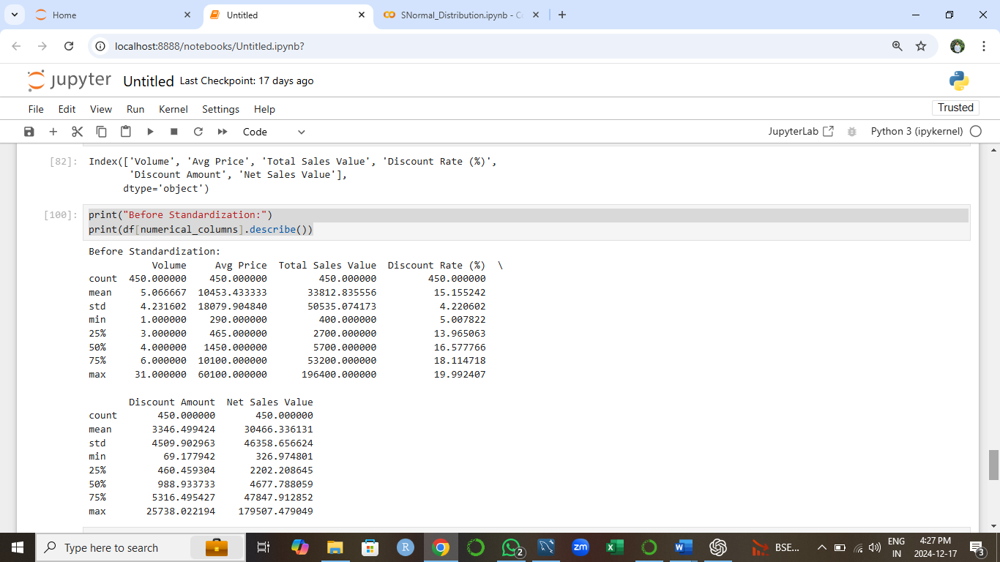 Home
Untitled
SNormal_Distribution.ipynb - C
localhost:8888/notebooks/Untitled.ipynb?
jupyter Untitled Last Checkpoint: 17 days ago
File Edit View Run Kernel Settings Help
Trusted
Code
JupyterLab
Python 3 (ipykernel)
[82]: Index(['Volume', 'Avg Price', 'Total Sales Value', 'Discount Rate (%)',
'Discount Amount', 'Net Sales Value'],
dtype='object')
[100]: print("Before Standardization:")
print(df[numerical_columns].describe())
Before Standardization:
Volume Avg Price Total Sales Value Discount Rate (%) \
count 450.000000 450.000000 450.000000 450.000000
mean 5.066667 10453.433333 33812.835556 15.155242
std 4.231602 18079.904840 50535.074173 4.220602
min 1.000000 290.000000 400.000000 5.007822
25% 3.000000 465.000000 2700.000000 13.965063
50% 4.000000 1450.000000 5700.000000 16.577766
75% 6.000000 10100.000000 53200.000000 18.114718
max 31.000000 60100.000000 196400.000000 19.992407
Discount Amount Net Sales Value
count 450.000000 450.000000
mean 3346.499424 30466.336131
std 4509.902963 46358.656624
min 69.177942 326.974801
25% 460.459304 2202.208645
50% 988.933733 4677.788059
75% 5316.495427 47847.912852
max 25738.022194 179507.479049
Type here to search
R
2
zm
W
BSE...
ENG
IN
4:27 PM
2024-12-17
3